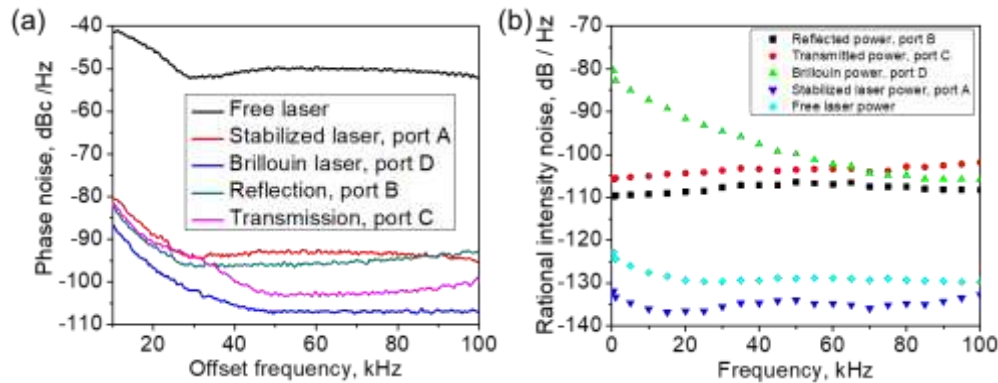 (a)
-40
-50
-60
-70
-80
-90
-100
-110
Phase noise, dBc /Hz
Free laser
Stabilized laser, port A
Brillouin laser, port D
Reflection, port B
Transmission, port C
20 40 60 80 100
Offset frequency, kHz
(b)
-70
-80
-90
-100
-110
-120
-130
-140
Rational intensity noise, dB / Hz
Reflected power, port B
Transmitted power, port C
Brillouin power, port D
Stabilized laser power, port A
Free laser power
0 20 40 60 80 100
Frequency, kHz